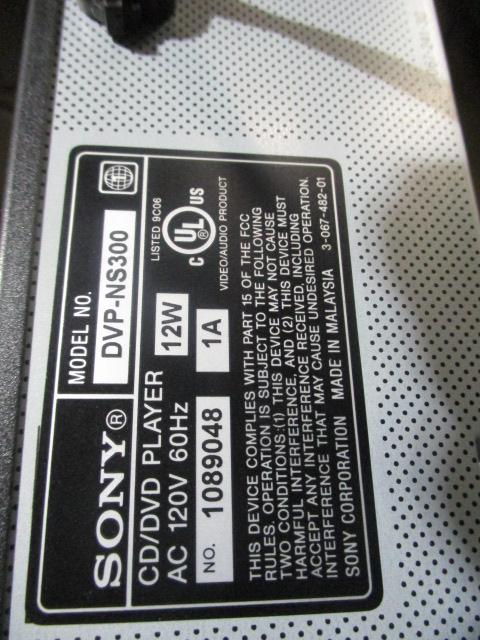 SONY®
MODEL NO.
DVP-NS300
CD/DVD PLAYER
AC 120V 60Hz
12W
NO. 1089048
1A
LISTED 9C06
C UL US
VIDEO/AUDIO PRODUCT
THIS DEVICE COMPLIES WITH PART 15 OF THE FCC
RULES. OPERATION IS SUBJECT TO THE FOLLOWING
TWO CONDITIONS:(1) THIS DEVICE MAY NOT CAUSE
HARMFUL INTERFERENCE, AND (2) THIS DEVICE MUST
ACCEPT ANY INTERFERENCE RECEIVED, INCLUDING
INTERFERENCE THAT MAY CAUSE UNDESIRED OPERATION.
SONY CORPORATION MADE IN MALAYSIA 3-067-482-01